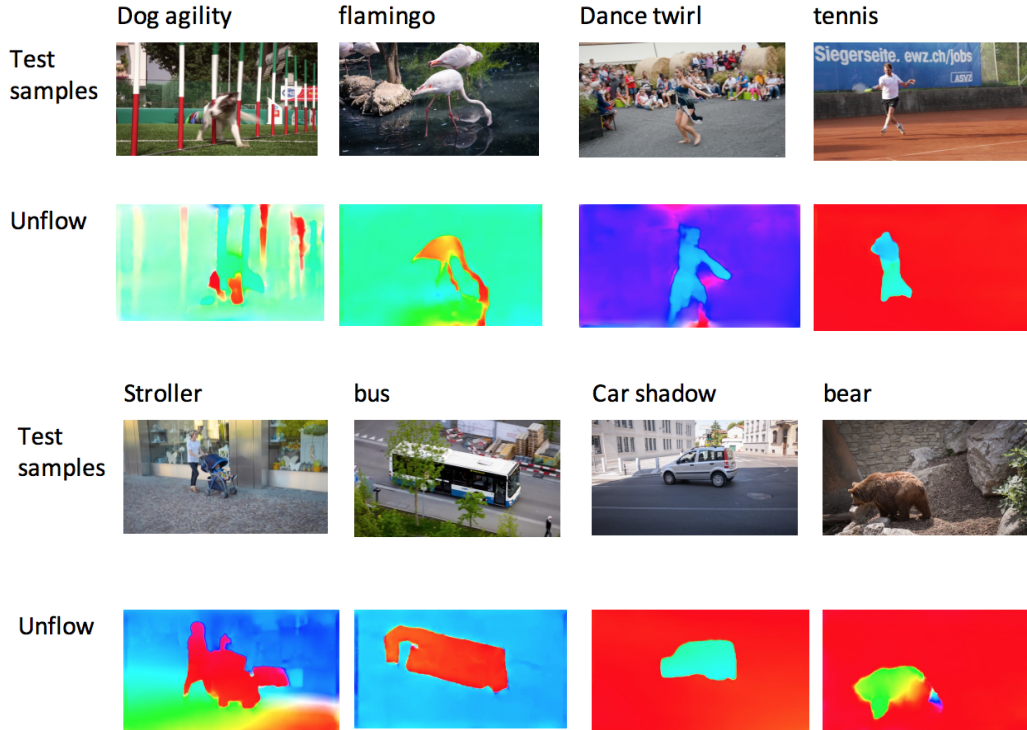 Dog agility
flamingo
Dance twirl
tennis
Test
samples
Siegerseite. ewz.ch/jobs
ASVZ
Unflow
Stroller
bus
Car shadow
bear
Test
samples
Unflow